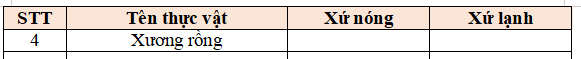 STT Tên thực vật Xứ nóng Xứ lạnh
4 Xương rồng